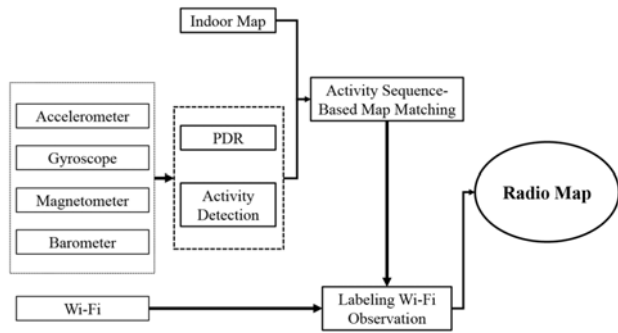 Indoor Map
Activity Sequence-
Based Map Matching
Accelerometer
Gyroscope
Magnetometer
Barometer
PDR
Activity
Detection
Radio Map
Wi-Fi
Labeling Wi-Fi
Observation